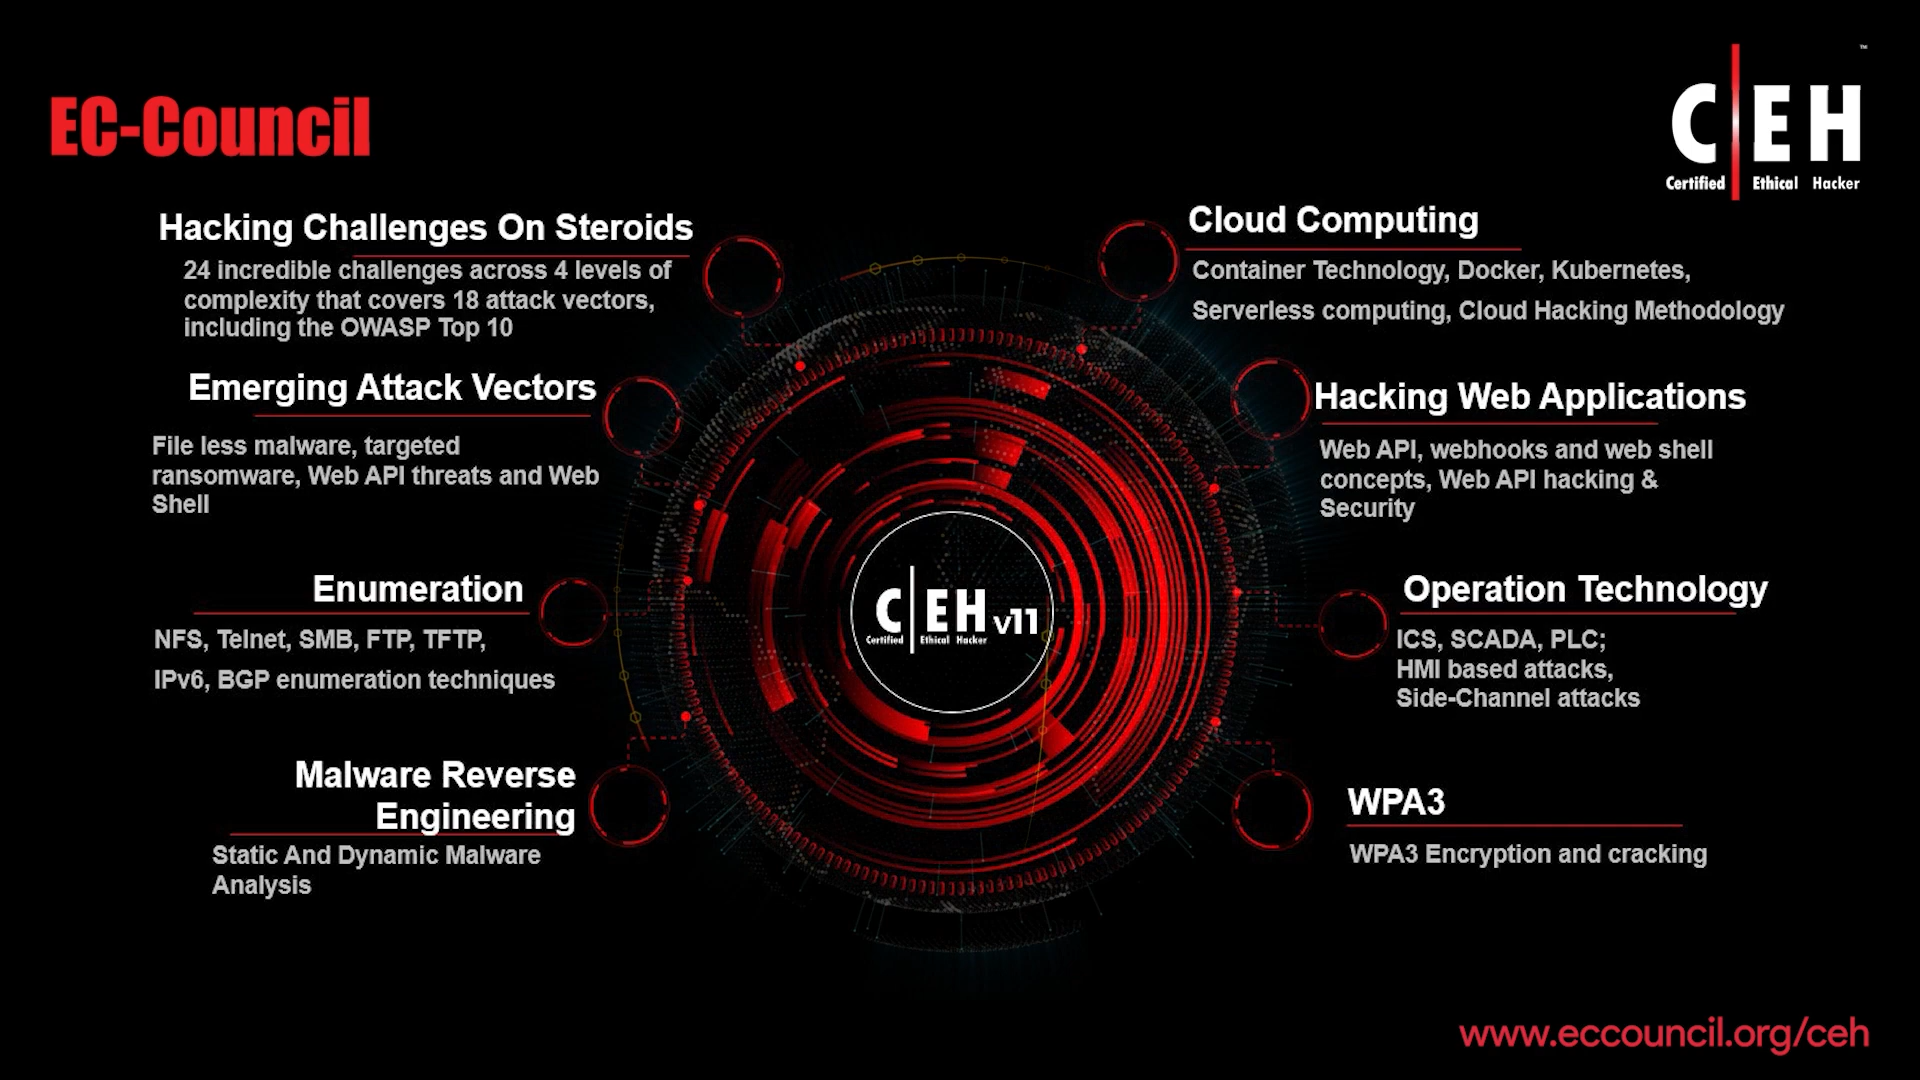 EC-Council
C|EH
™
Certified Ethical Hacker
Hacking Challenges On Steroids
24 incredible challenges across 4 levels of
complexity that covers 18 attack vectors,
including the OWASP Top 10
Emerging Attack Vectors
File less malware, targeted
ransomware, Web API threats and Web
Shell
Enumeration
NFS, Telnet, SMB, FTP, TFTP,
IPv6, BGP enumeration techniques
Malware Reverse
Engineering
Static And Dynamic Malware
Analysis
C|EH v11
Certified Ethical Hacker
Cloud Computing
Container Technology, Docker, Kubernetes,
Serverless computing, Cloud Hacking Methodology
Hacking Web Applications
Web API, webhooks and web shell
concepts, Web API hacking &
Security
Operation Technology
ICS, SCADA, PLC;
HMI based attacks,
Side-Channel attacks
WPA3
WPA3 Encryption and cracking
www.eccouncil.org/ceh